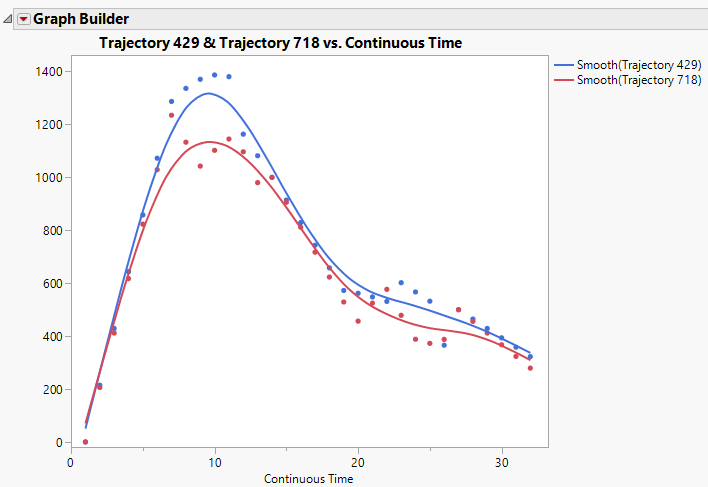 Graph Builder
Trajectory 429 & Trajectory 718 vs. Continuous Time
Smooth(Trajectory 429)
Smooth(Trajectory 718)
1400
1200
1000
800
600
400
200
0
0 10 20 30
Continuous Time